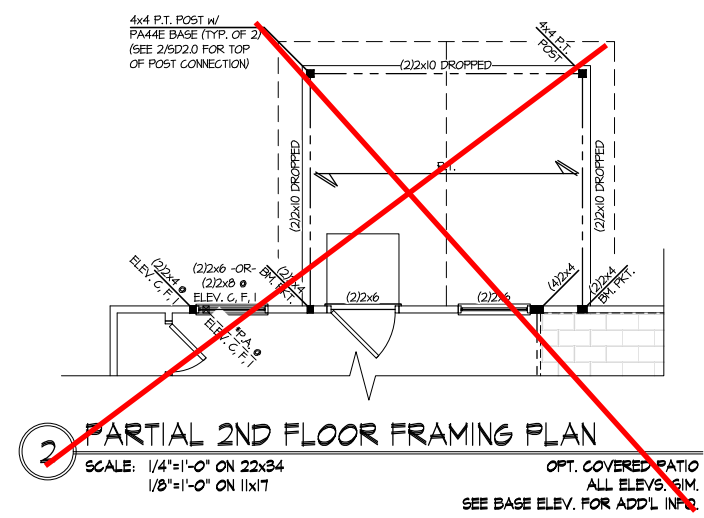 4x4 P.T. POST w/
PA44E BASE (TYP. OF 2)
(SEE 2/SD2.0 FOR TOP
OF POST CONNECTION)
4x4 P.T.
POST
(2)2x10 DROPPED
(2)2x10 DROPPED
(2)2x10 DROPPED
P.T.
(2)2x4 @
ELEV. C, F, I
(2)2x6 -OR-
(2)2x8 @
ELEV. C, F, I
(2)2x4
BM. PKT.
(2)2x6
(2)2x6
(4)2x4
(2)2x4
BM. PKT.
"P.A. @
ELEV. C, F, I
2
PARTIAL 2ND FLOOR FRAMING PLAN
SCALE: 1/4"=1'-0" ON 22x34
1/8"=1'-0" ON 11x17
OPT. COVERED PATIO
ALL ELEVS. SIM.
SEE BASE ELEV. FOR ADD'L INFO.